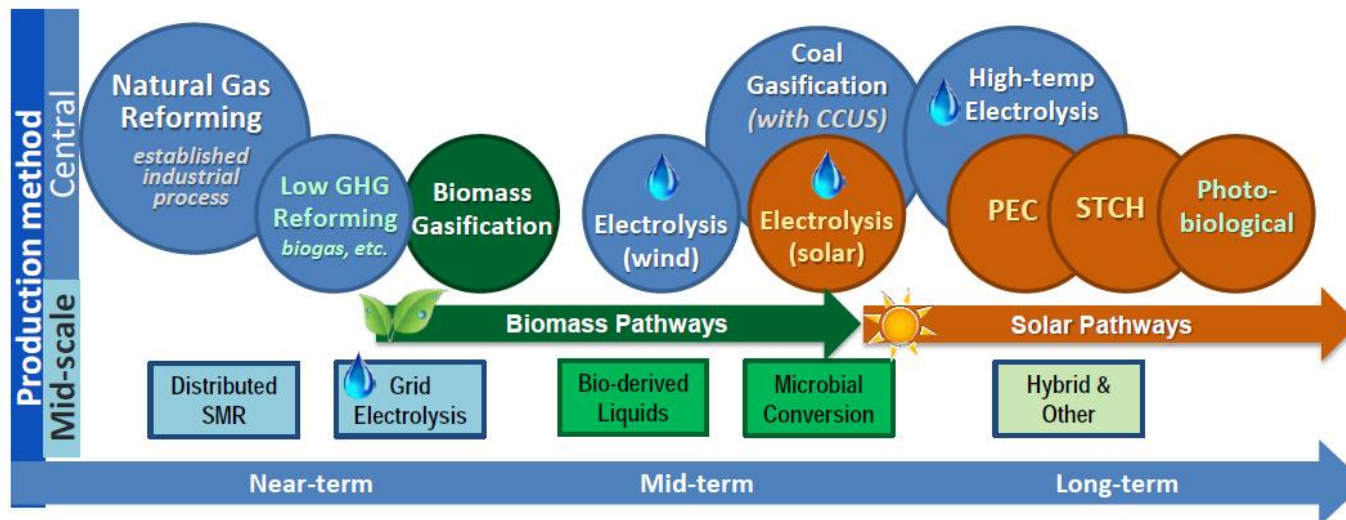 Production method
Central
Mid-scale
Natural Gas
Reforming
established
industrial
process
Low GHG
Reforming
biogas, etc.
Biomass
Gasification
Electrolysis
(wind)
Coal
Gasification
(with CCUS)
Electrolysis
(solar)
High-temp
Electrolysis
PEC
STCH
Photo-
biological
Biomass Pathways
Solar Pathways
Distributed
SMR
Grid
Electrolysis
Bio-derived
Liquids
Microbial
Conversion
Hybrid &
Other
Near-term
Mid-term
Long-term